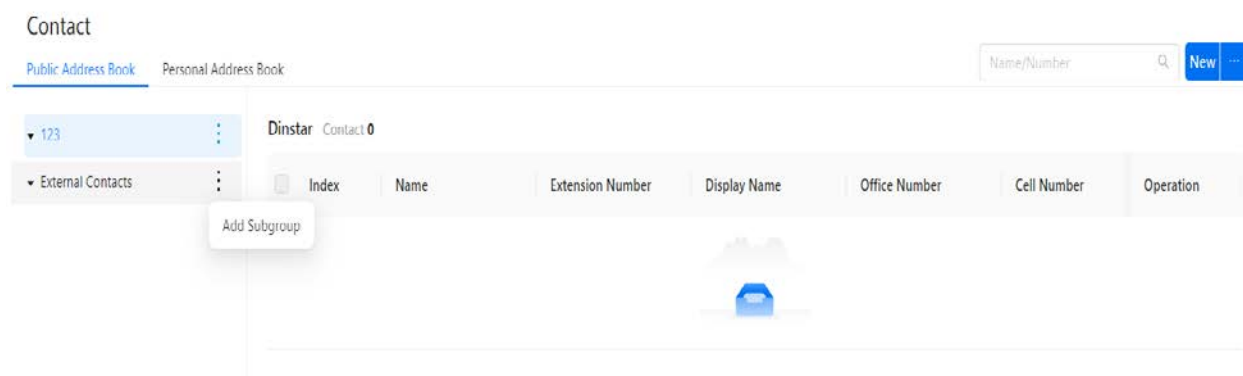 Contact
Public Address Book Personal Address Book
Name/Number
New ...
123
Dinstar Contact 0
External Contacts
Index Name Extension Number Display Name Office Number Cell Number Operation
Add Subgroup